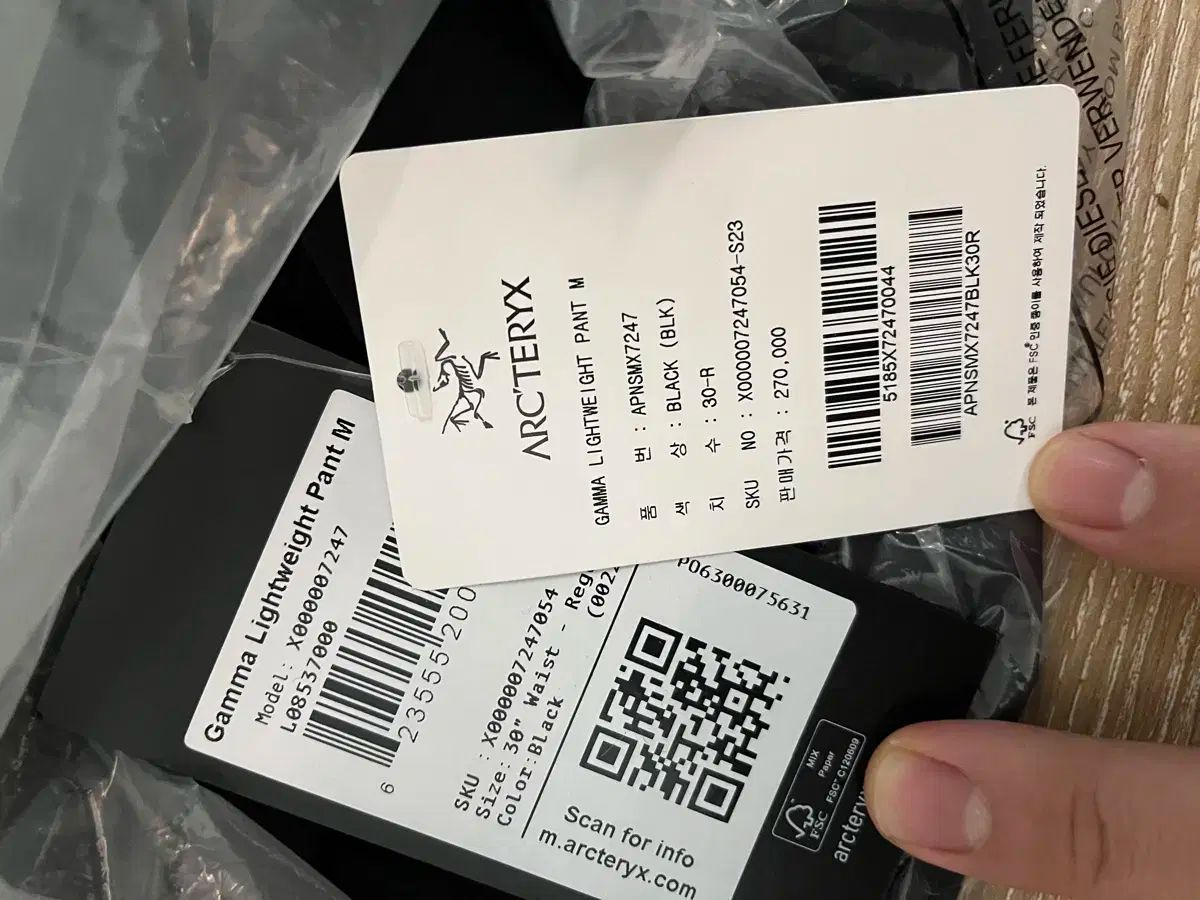 ARC'TERYX
GAMMA LIGHTWEIGHT PANT M
품 번 : APNSMX7247
색 상 : BLACK (BLK)
치 수 : 30-R
SKU NO : X000007247054-S23
판매가격 : 270,000
5185X72470044
APNSMX7247BLK30R
FSC 본 제품은 FSC® 인증 종이를 사용하여 제작 되었습니다.
Gamma Lightweight Pant M
Model: X000007247
L08537000
6 23555 200
SKU :X000007247054
Size:30" Waist - Reg
Color:Black (002
PO6300075631
Scan for info
m.arcteryx.com
FSC
MIX
Paper
FSC® C120609
arcteryx
VERWENDE